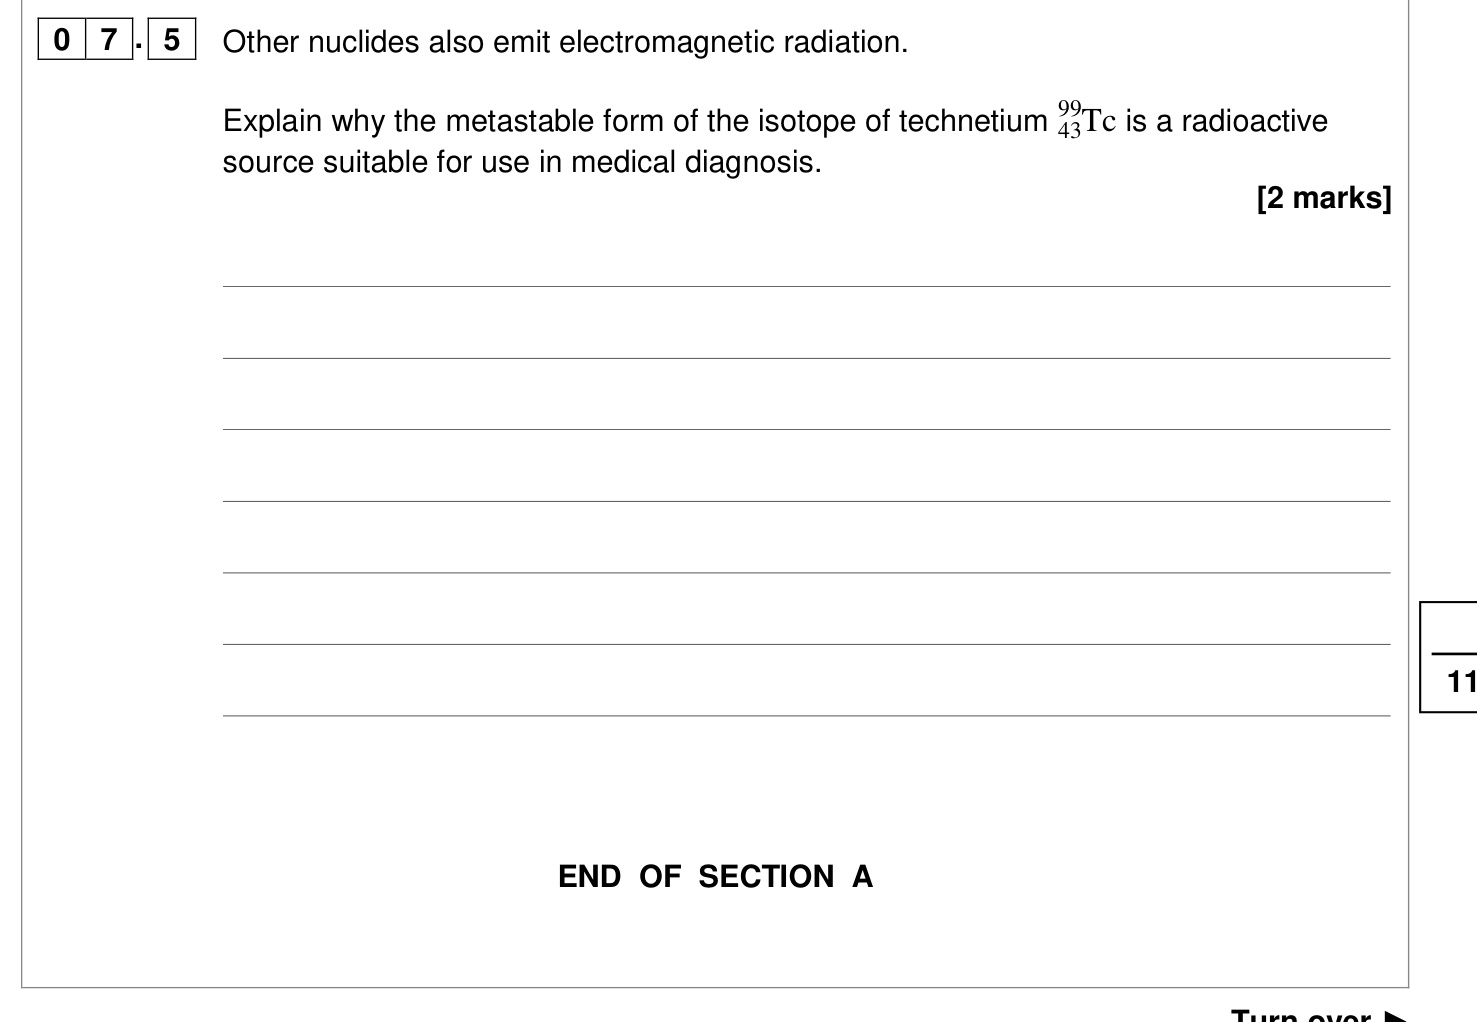 0 7 . 5 Other nuclides also emit electromagnetic radiation.
Explain why the metastable form of the isotope of technetium ⁹⁹₄₃Tc is a radioactive
source suitable for use in medical diagnosis.
[2 marks]
11
END OF SECTION A
Turn over ►